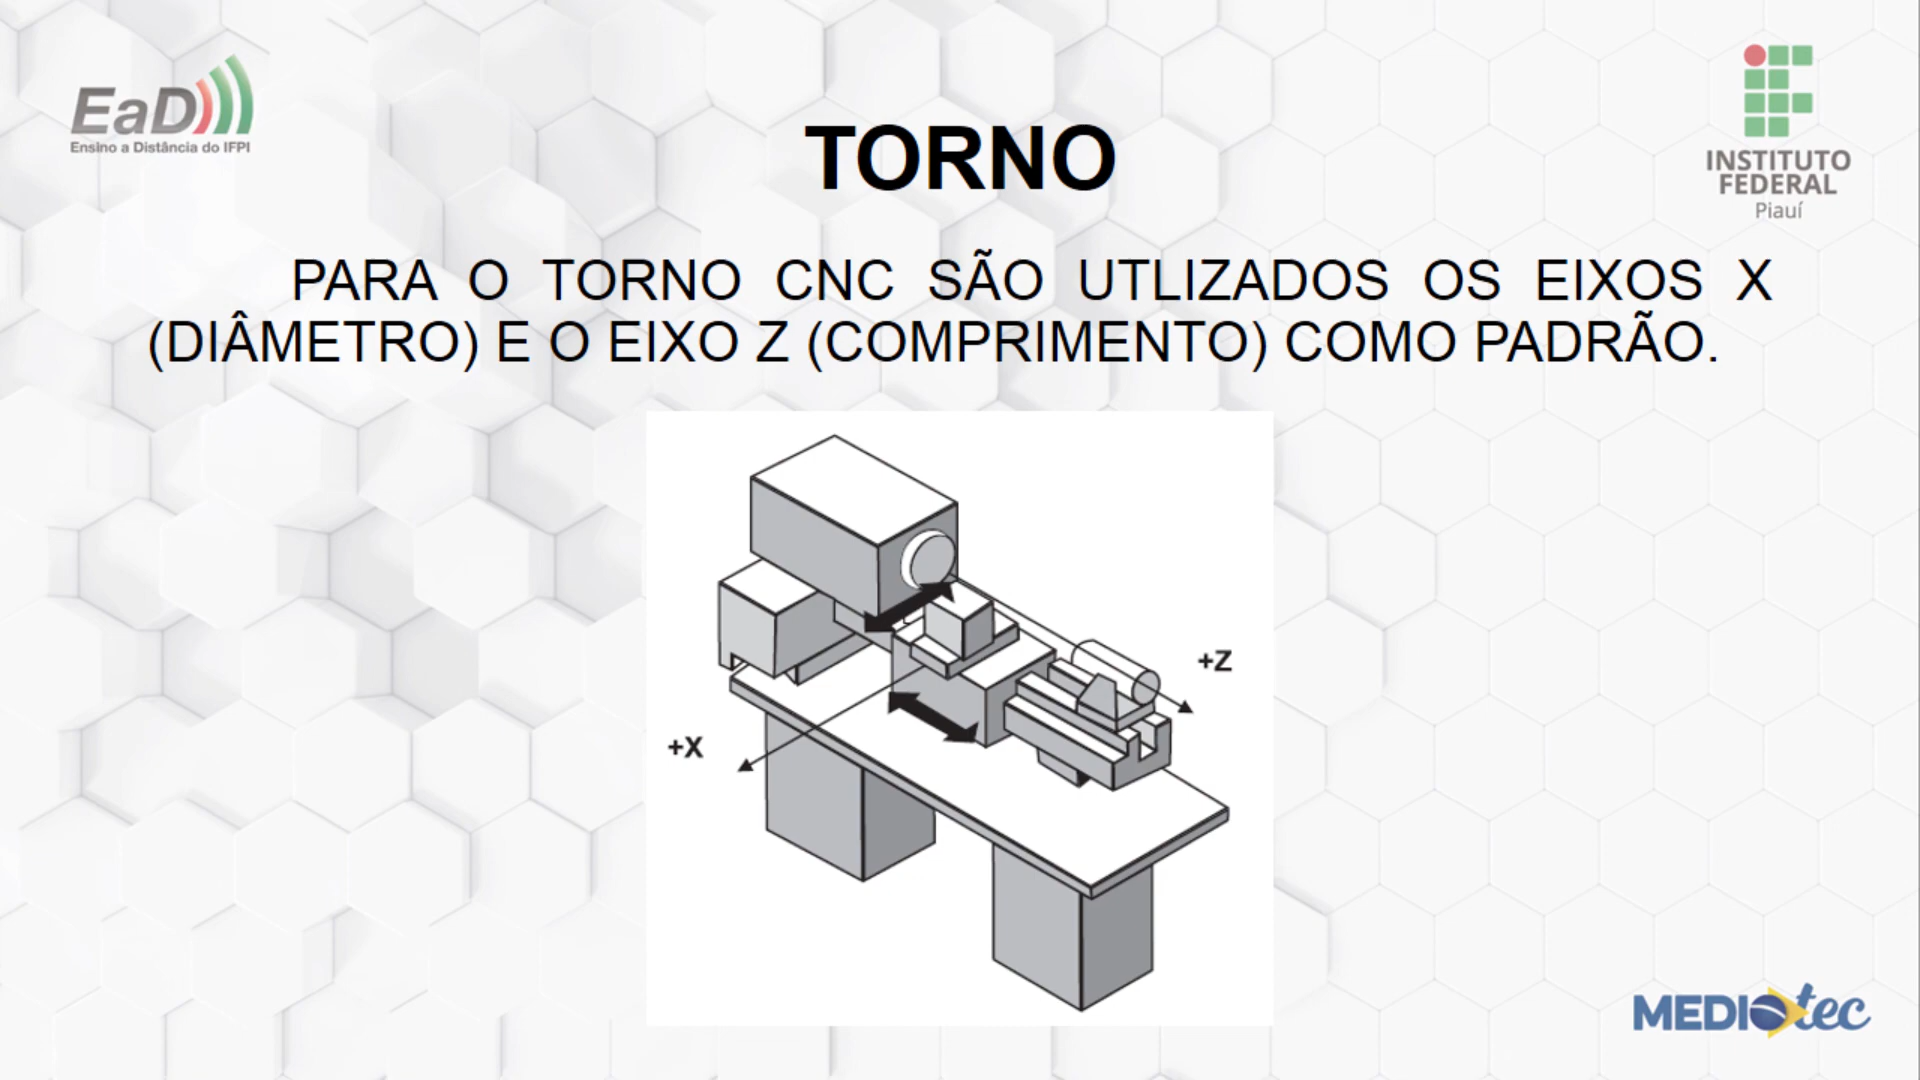 EaD
Ensino a Distância do IFPI
INSTITUTO
FEDERAL
Piauí
TORNO
PARA O TORNO CNC SÃO UTLIZADOS OS EIXOS X
(DIÂMETRO) E O EIXO Z (COMPRIMENTO) COMO PADRÃO.
+Z
+X
MEDIOtec